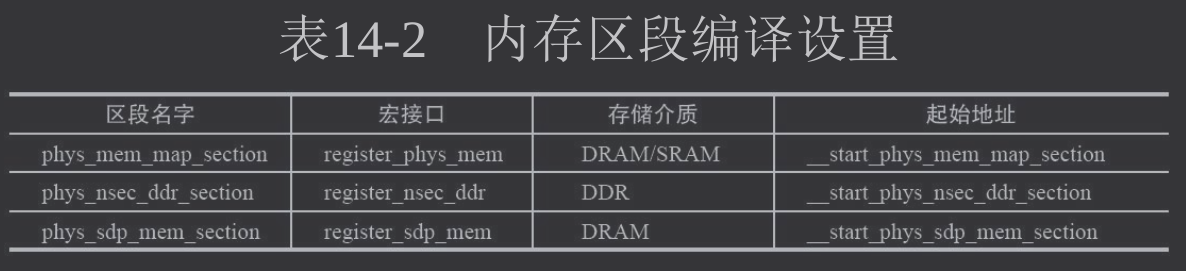 表14-2 内存区段编译设置
区段名字 宏接口 存储介质 起始地址
phys_mem_map_section register_phys_mem DRAM/SRAM __start_phys_mem_map_section
phys_nsec_ddr_section register_nsec_ddr DDR __start_phys_nsec_ddr_section
phys_sdp_mem_section register_sdp_mem DRAM __start_phys_sdp_mem_section